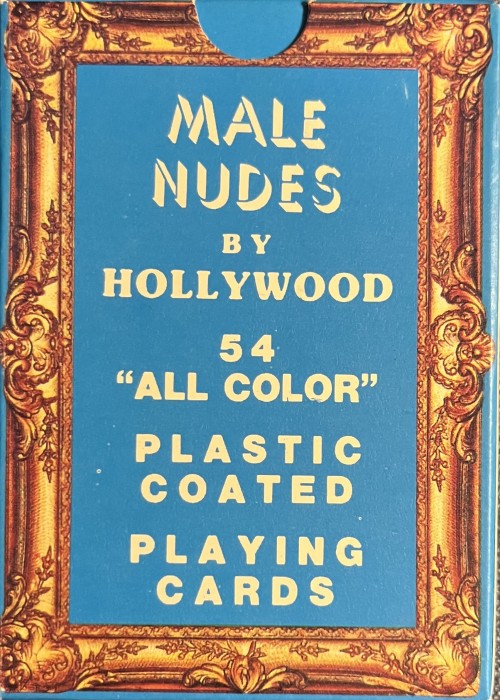 MALE
NUDES
BY
HOLLYWOOD
54
“ALL COLOR”
PLASTIC
COATED
PLAYING
CARDS